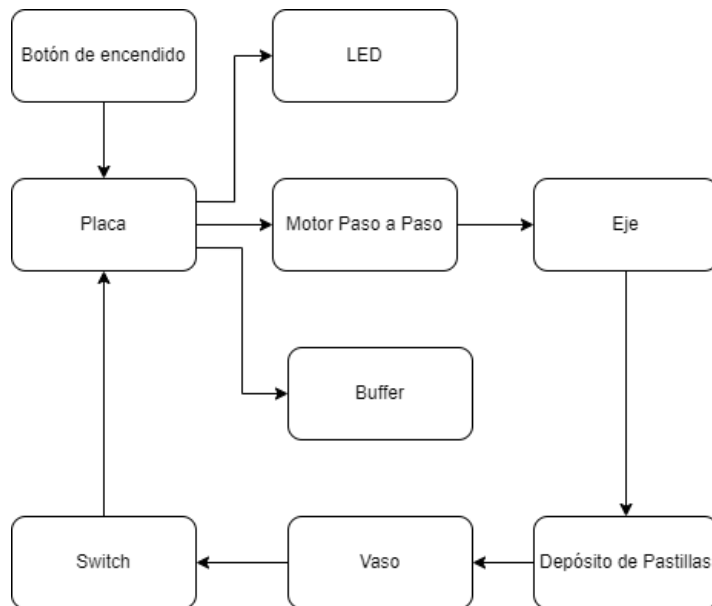 Botón de encendido
LED
Placa
Motor Paso a Paso
Eje
Buffer
Switch
Vaso
Depósito de Pastillas